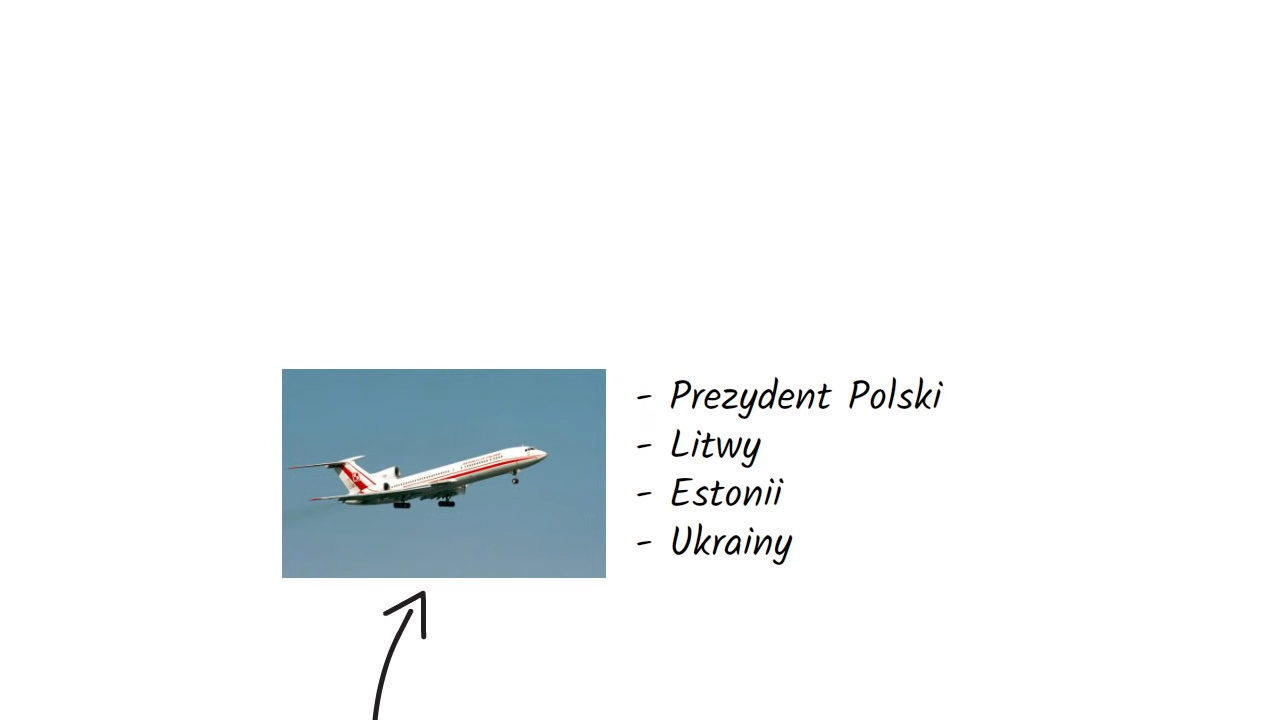 - Prezydent Polski
- Litwy
- Estonii
- Ukrainy